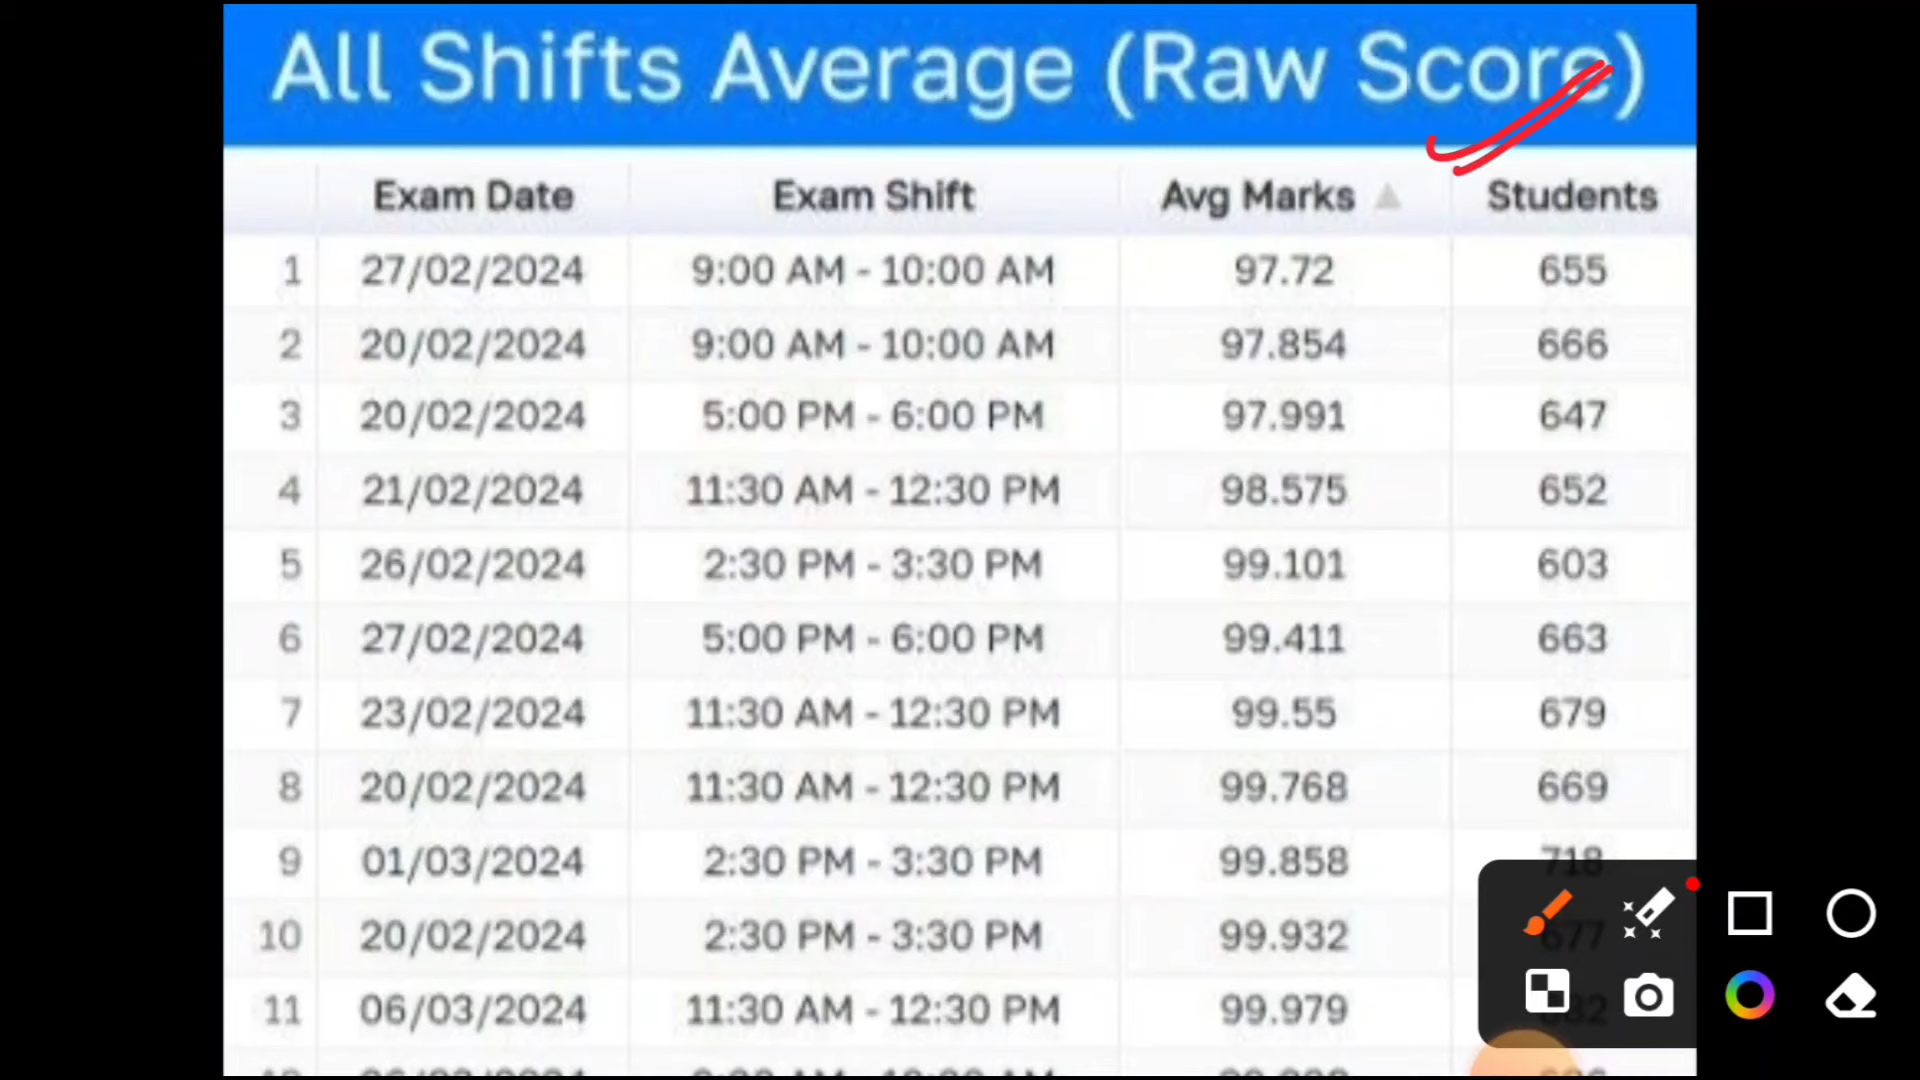 All Shifts Average (Raw Score)
Exam Date Exam Shift Avg Marks ▲ Students
1 27/02/2024 9:00 AM - 10:00 AM 97.72 655
2 20/02/2024 9:00 AM - 10:00 AM 97.854 666
3 20/02/2024 5:00 PM - 6:00 PM 97.991 647
4 21/02/2024 11:30 AM - 12:30 PM 98.575 652
5 26/02/2024 2:30 PM - 3:30 PM 99.101 603
6 27/02/2024 5:00 PM - 6:00 PM 99.411 663
7 23/02/2024 11:30 AM - 12:30 PM 99.55 679
8 20/02/2024 11:30 AM - 12:30 PM 99.768 669
9 01/03/2024 2:30 PM - 3:30 PM 99.858 718
10 20/02/2024 2:30 PM - 3:30 PM 99.932 677
11 06/03/2024 11:30 AM - 12:30 PM 99.979